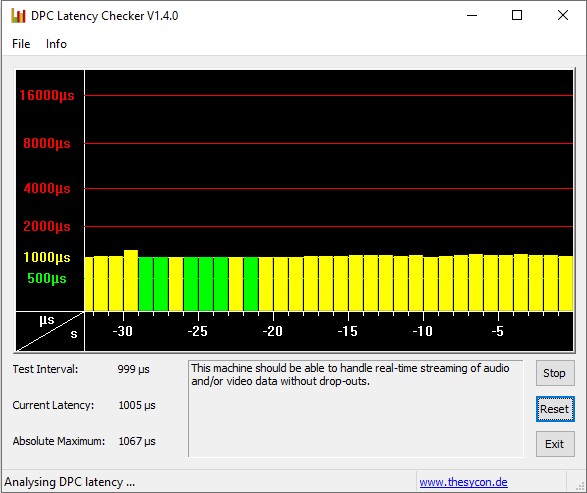 DPC Latency Checker V1.4.0
File Info
16000µs
8000µs
4000µs
2000µs
1000µs
500µs
µs
s
-30 -25 -20 -15 -10 -5
Test Interval: 999 µs
Current Latency: 1005 µs
Absolute Maximum: 1067 µs
This machine should be able to handle real-time streaming of audio
and/or video data without drop-outs.
Stop
Reset
Exit
Analysing DPC latency ...
www.thesycon.de